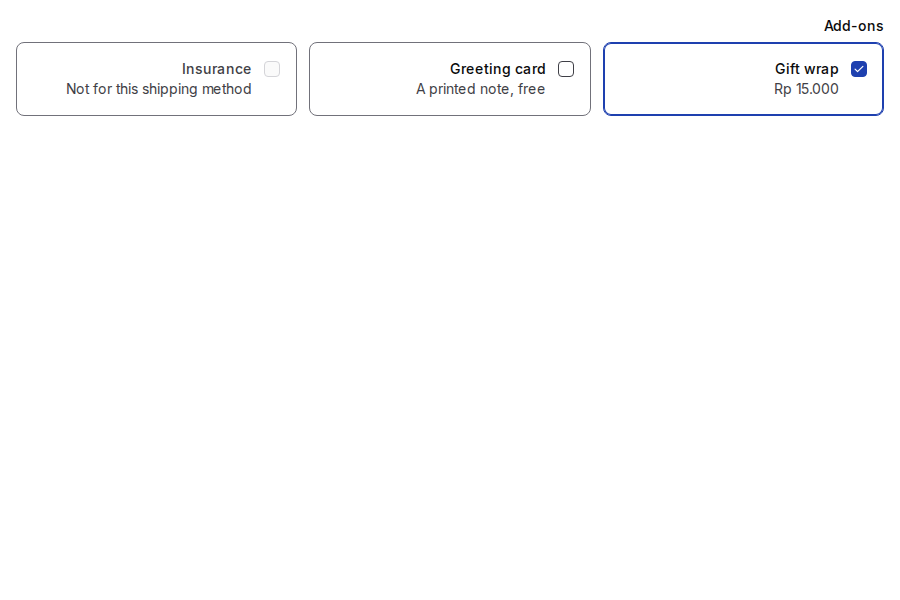 Add-ons
Gift wrap
Rp 15.000
Greeting card
A printed note, free
Insurance
Not for this shipping method